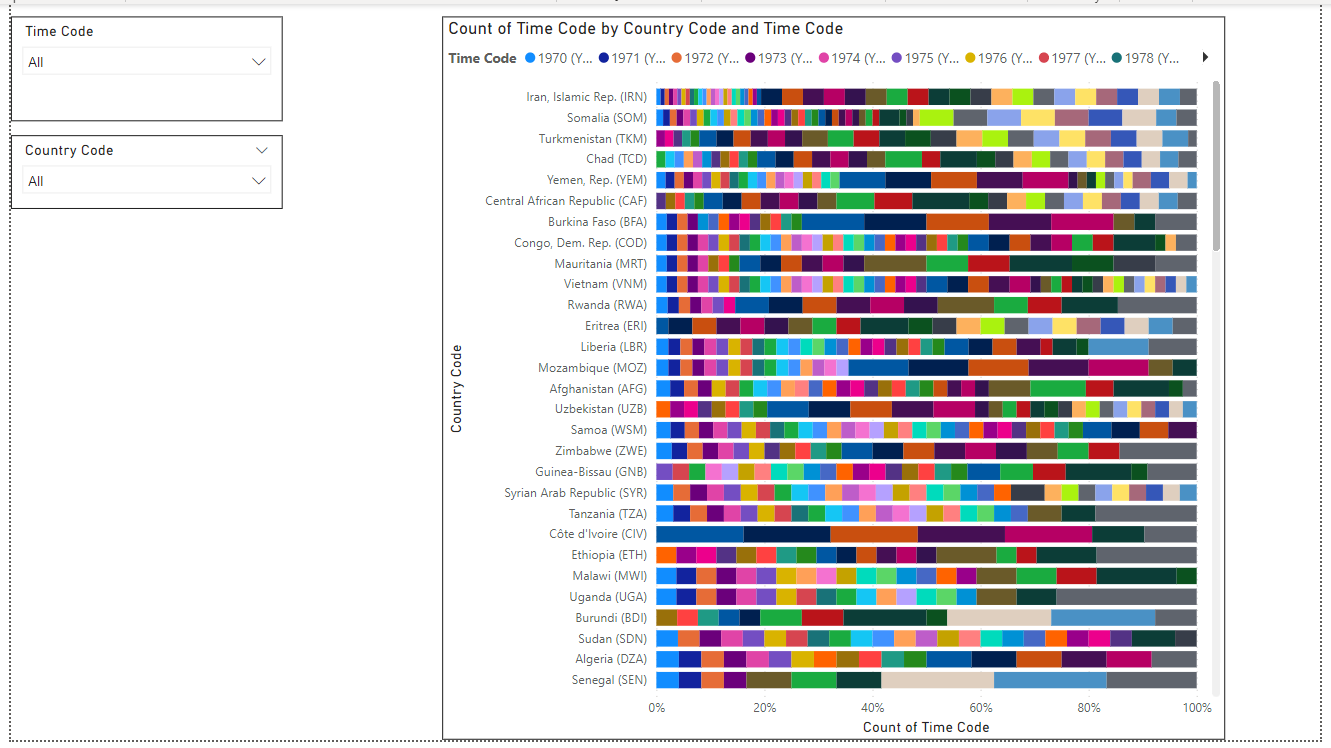 Time Code
All
Country Code
All
Count of Time Code by Country Code and Time Code
Time Code 1970 (Y... 1971 (Y... 1972 (Y... 1973 (Y... 1974 (Y... 1975 (Y... 1976 (Y... 1977 (Y... 1978 (Y...
Country Code
Iran, Islamic Rep. (IRN)
Somalia (SOM)
Turkmenistan (TKM)
Chad (TCD)
Yemen, Rep. (YEM)
Central African Republic (CAF)
Burkina Faso (BFA)
Congo, Dem. Rep. (COD)
Mauritania (MRT)
Vietnam (VNM)
Rwanda (RWA)
Eritrea (ERI)
Liberia (LBR)
Mozambique (MOZ)
Afghanistan (AFG)
Uzbekistan (UZB)
Samoa (WSM)
Zimbabwe (ZWE)
Guinea-Bissau (GNB)
Syrian Arab Republic (SYR)
Tanzania (TZA)
Côte d'Ivoire (CIV)
Ethiopia (ETH)
Malawi (MWI)
Uganda (UGA)
Burundi (BDI)
Sudan (SDN)
Algeria (DZA)
Senegal (SEN)
0% 20% 40% 60% 80% 100%
Count of Time Code